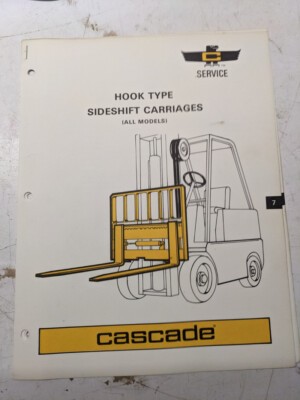 C
SERVICE
HOOK TYPE
SIDESHIFT CARRIAGES
(ALL MODELS)
7
cascade